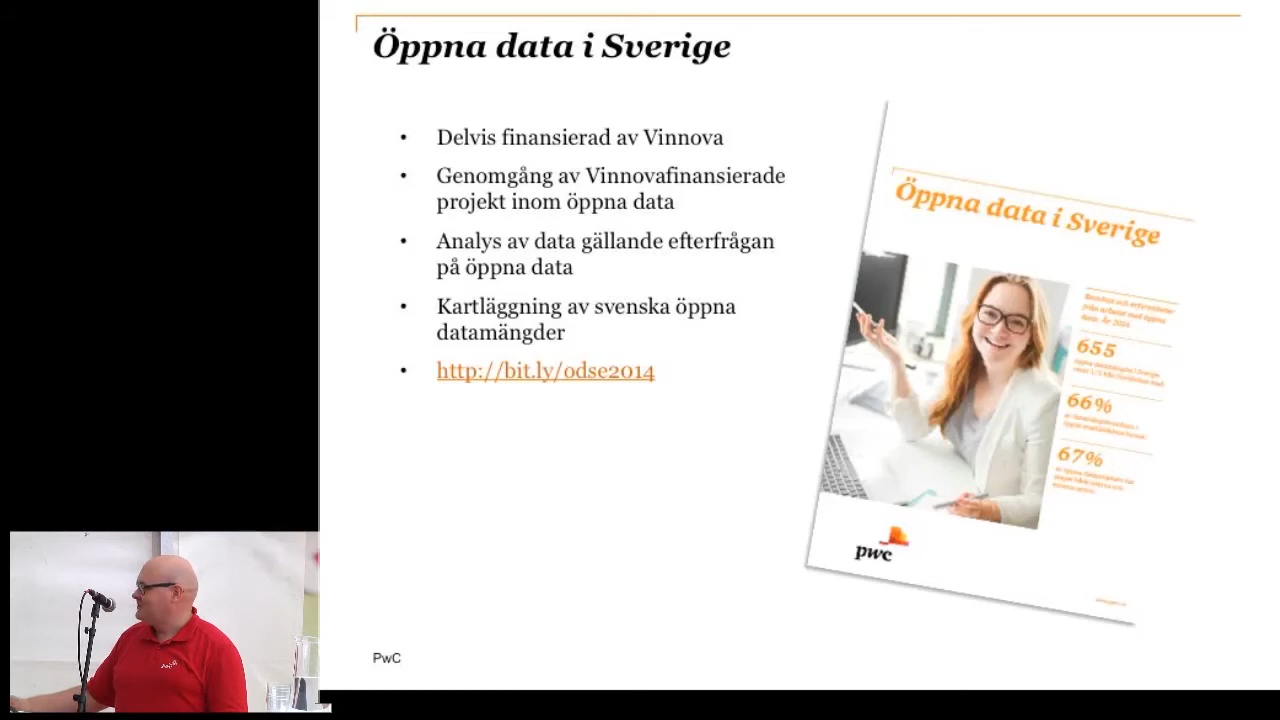 Öppna data i Sverige
• Delvis finansierad av Vinnova
• Genomgång av Vinnovafinansierade
projekt inom öppna data
• Analys av data gällande efterfrågan
på öppna data
• Kartläggning av svenska öppna
datamängder
• http://bit.ly/odse2014
Öppna data i Sverige
655
66%
67%
pwc
PwC